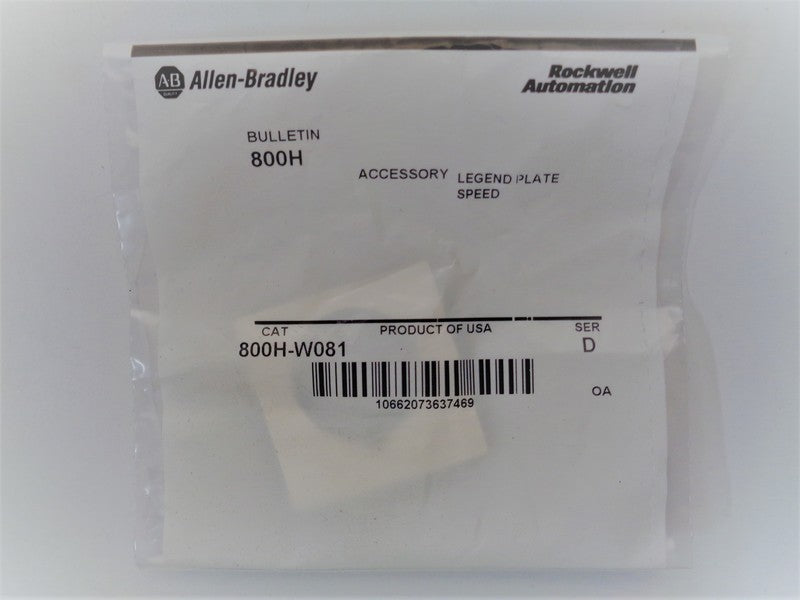 AB
QUALITY
Allen-Bradley
Rockwell
Automation
BULLETIN
800H
ACCESSORY LEGEND PLATE
SPEED
CAT PRODUCT OF USA SER
800H-W081 D
10662073637469
OA